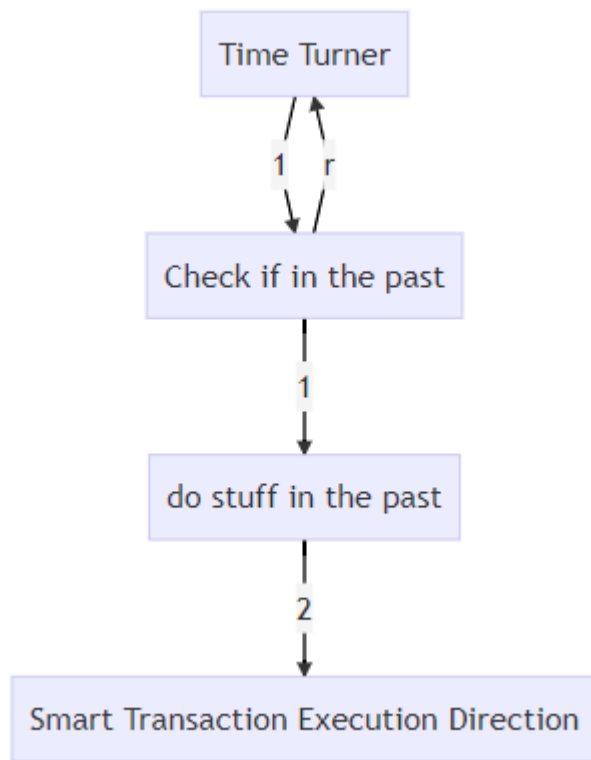 Time Turner
1
r
Check if in the past
1
do stuff in the past
2
Smart Transaction Execution Direction